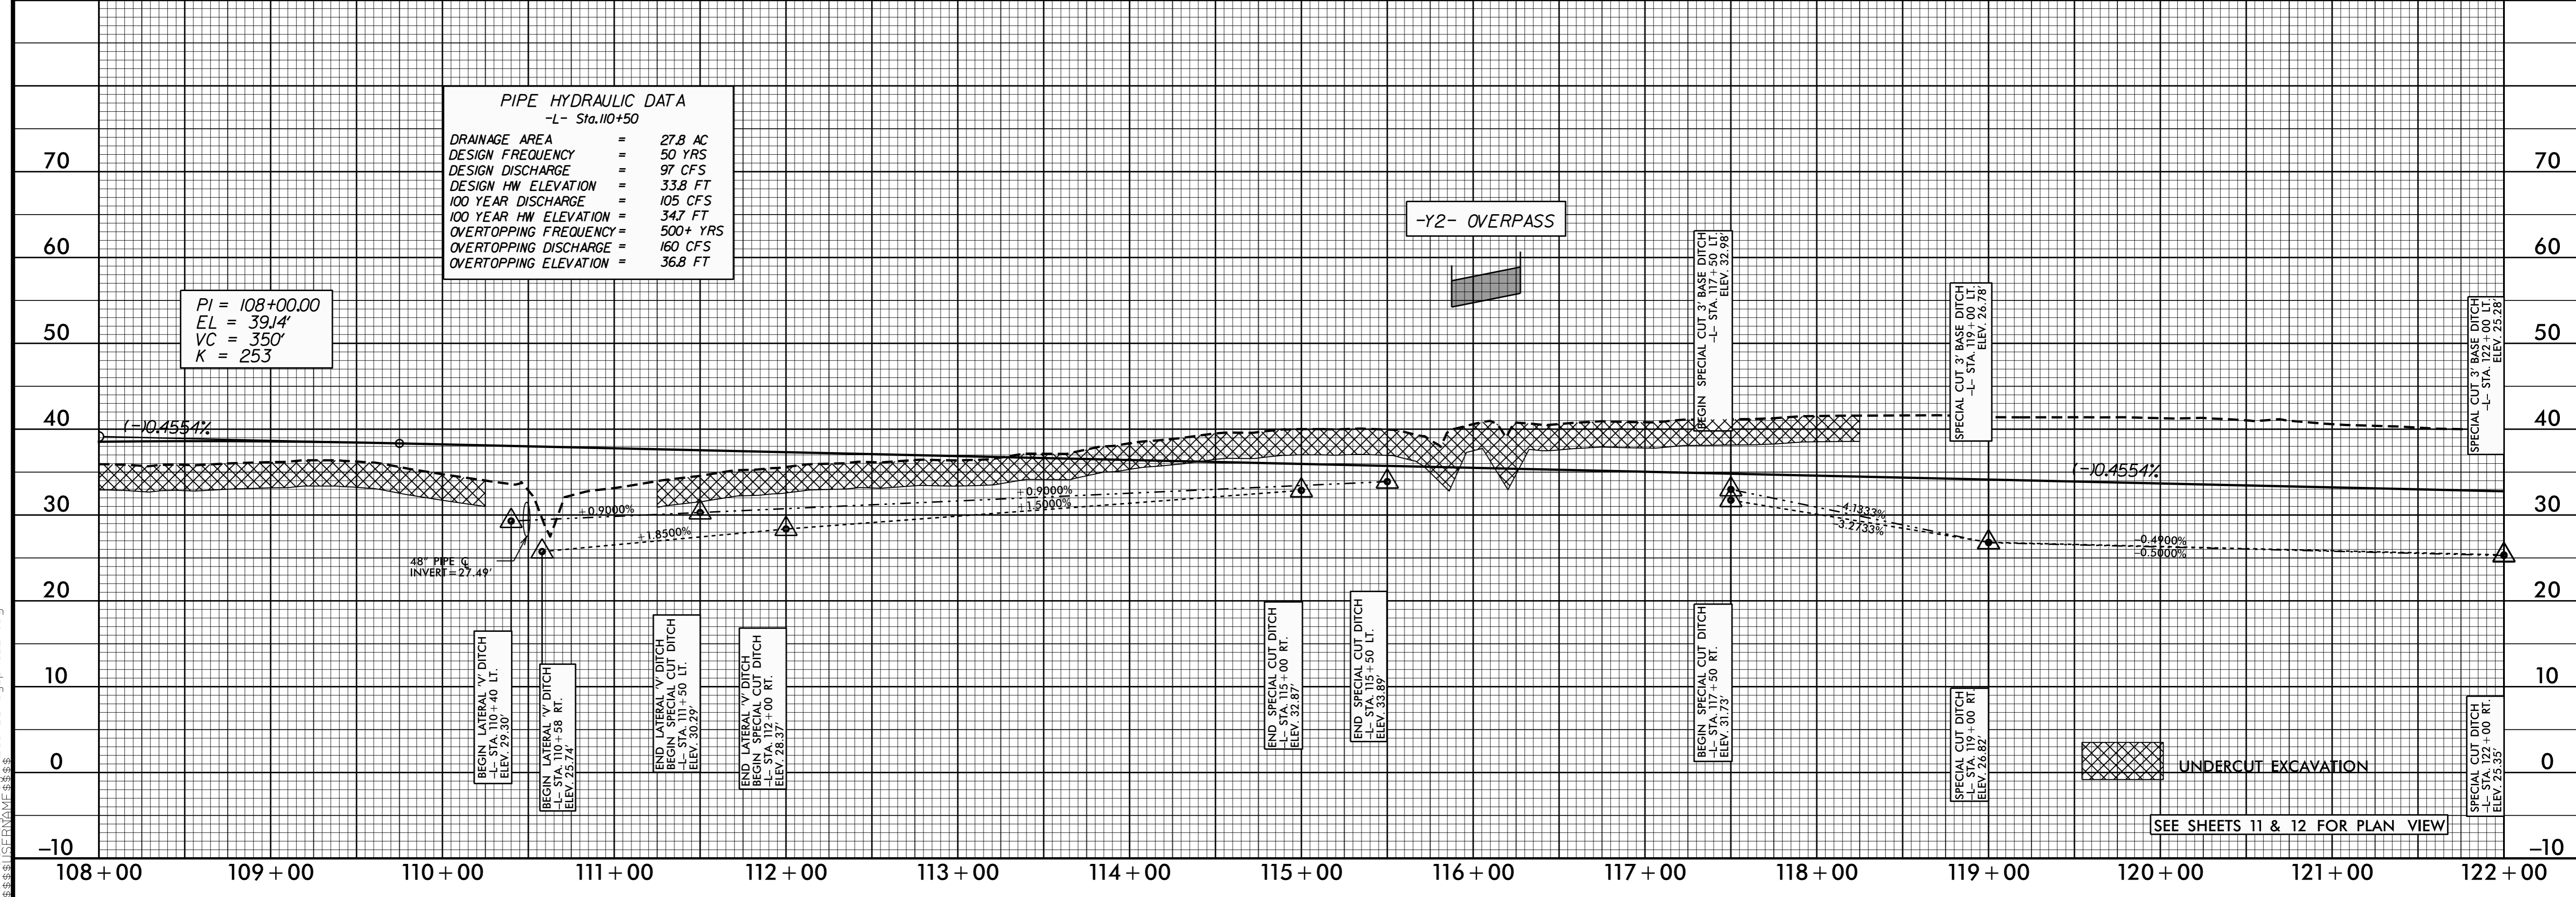 PIPE HYDRAULIC DATA
-L- Sta.110+50
DRAINAGE AREA = 27.8 AC
DESIGN FREQUENCY = 50 YRS
DESIGN DISCHARGE = 97 CFS
DESIGN HW ELEVATION = 33.8 FT
100 YEAR DISCHARGE = 105 CFS
100 YEAR HW ELEVATION = 34.7 FT
OVERTOPPING FREQUENCY = 500+ YRS
OVERTOPPING DISCHARGE = 160 CFS
OVERTOPPING ELEVATION = 36.8 FT
PI = 108+00.00
EL = 39.14'
VC = 350'
K = 253
-Y2- OVERPASS
70
60
50
40
30
20
10
0
-10
70
60
50
40
30
20
10
0
-10
(-)0.4554%
(-)0.4554%
BEGIN SPECIAL CUT 3' BASE DITCH
-L- STA. 117+50 LT.
ELEV. 32.98'
SPECIAL CUT 3' BASE DITCH
-L- STA. 119+00 LT.
ELEV. 26.78'
SPECIAL CUT 3' BASE DITCH
-L- STA. 122+00 LT.
ELEV. 25.28'
+0.9000%
+1.8500%
+0.9000%
+1.5000%
-4.1333%
-3.2733%
-0.4900%
-0.5000%
48" PIPE ℄
INVERT=27.49'
BEGIN LATERAL 'V' DITCH
-L- STA. 110+40 LT.
ELEV. 29.30'
BEGIN LATERAL 'V' DITCH
-L- STA. 110+58 RT.
ELEV. 25.74'
END LATERAL 'V' DITCH
BEGIN SPECIAL CUT DITCH
-L- STA. 111+50 LT.
ELEV. 30.29'
END LATERAL 'V' DITCH
BEGIN SPECIAL CUT DITCH
-L- STA. 112+00 RT.
ELEV. 28.37'
END SPECIAL CUT DITCH
-L- STA. 115+00 RT.
ELEV. 32.87'
END SPECIAL CUT DITCH
-L- STA. 115+50 LT.
ELEV. 33.89'
BEGIN SPECIAL CUT DITCH
-L- STA. 117+50 RT.
ELEV. 31.73'
SPECIAL CUT DITCH
-L- STA. 119+00 RT.
ELEV. 26.82'
SPECIAL CUT DITCH
-L- STA. 122+00 RT.
ELEV. 25.35'
UNDERCUT EXCAVATION
SEE SHEETS 11 & 12 FOR PLAN VIEW
108+00 109+00 110+00 111+00 112+00 113+00 114+00 115+00 116+00 117+00 118+00 119+00 120+00 121+00 122+00
$$$$USERNAME$$$$